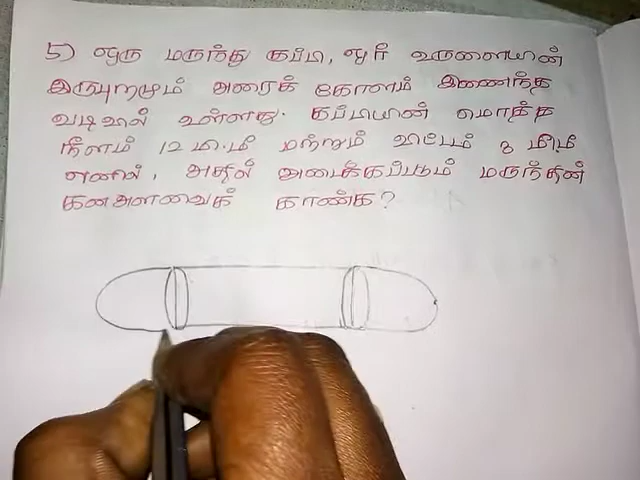 5) ஒரு மருந்து குப்பி, ஓர் உருளையின்
இருபுறமும் அரைக் கோளம் இணைந்த
வடிவில் உள்ளது. குப்பியின் மொத்த
நீளம் 12 மி.மீ மற்றும் விட்டம் 3 மிமீ
எனில், அதில் அடைக்கப்படும் மருந்தின்
கனஅளவைக் காண்க?